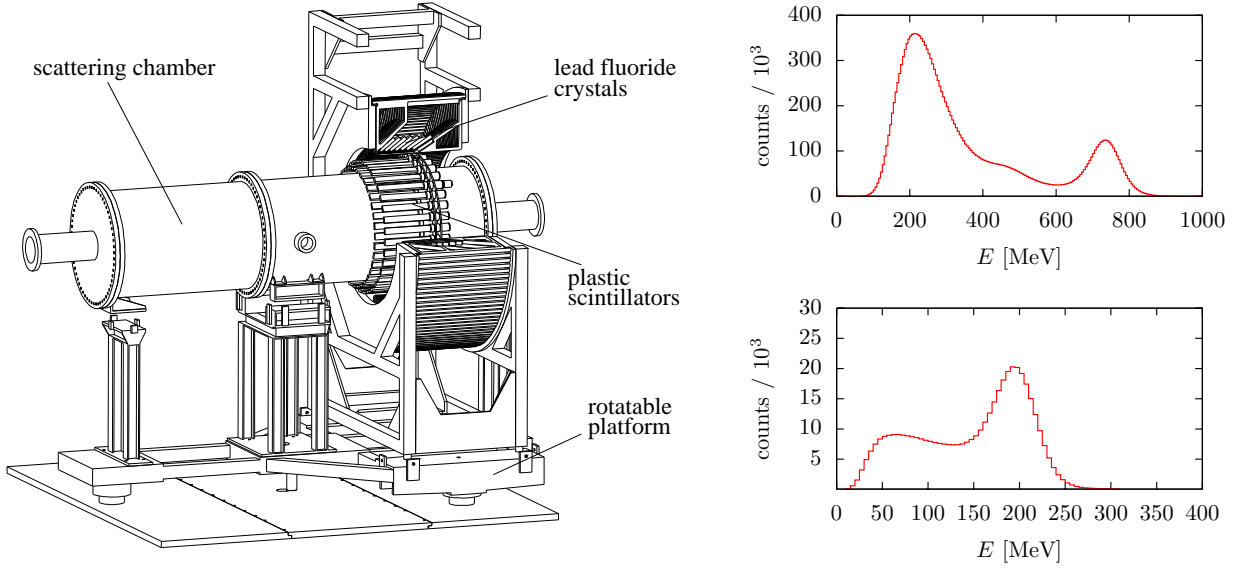 scattering chamber
lead fluoride
crystals
plastic
scintillators
rotatable
platform
counts / 10³
400
300
200
100
0
0 200 400 600 800 1000
E [MeV]
counts / 10³
30
25
20
15
10
5
0 50 100 150 200 250 300 350 400
E [MeV]